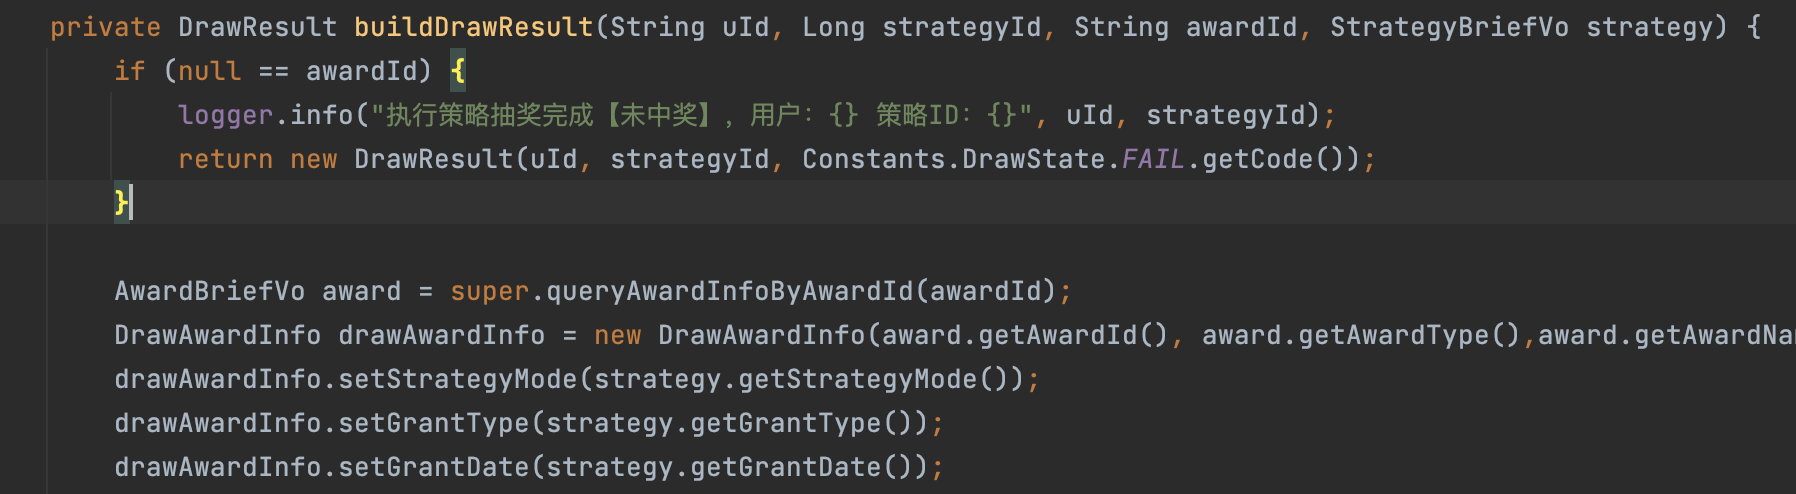 private DrawResult buildDrawResult(String uId, Long strategyId, String awardId, StrategyBriefVo strategy) {
if (null == awardId) {
logger.info("执行策略抽奖完成【未中奖】，用户：{} 策略ID：{}", uId, strategyId);
return new DrawResult(uId, strategyId, Constants.DrawState.FAIL.getCode());
}
AwardBriefVo award = super.queryAwardInfoByAwardId(awardId);
DrawAwardInfo drawAwardInfo = new DrawAwardInfo(award.getAwardId(), award.getAwardType(),award.getAwardNa
drawAwardInfo.setStrategyMode(strategy.getStrategyMode());
drawAwardInfo.setGrantType(strategy.getGrantType());
drawAwardInfo.setGrantDate(strategy.getGrantDate());